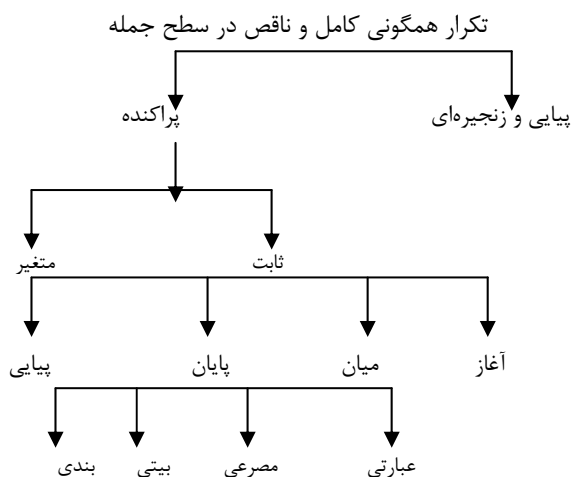 تکرار همگونی کامل و ناقص در سطح جمله
پیایی و زنجیره‌ای پراکنده
ثابت متغیر
آغاز میان پایان پیایی
عبارتی مصرعی بیتی بندی